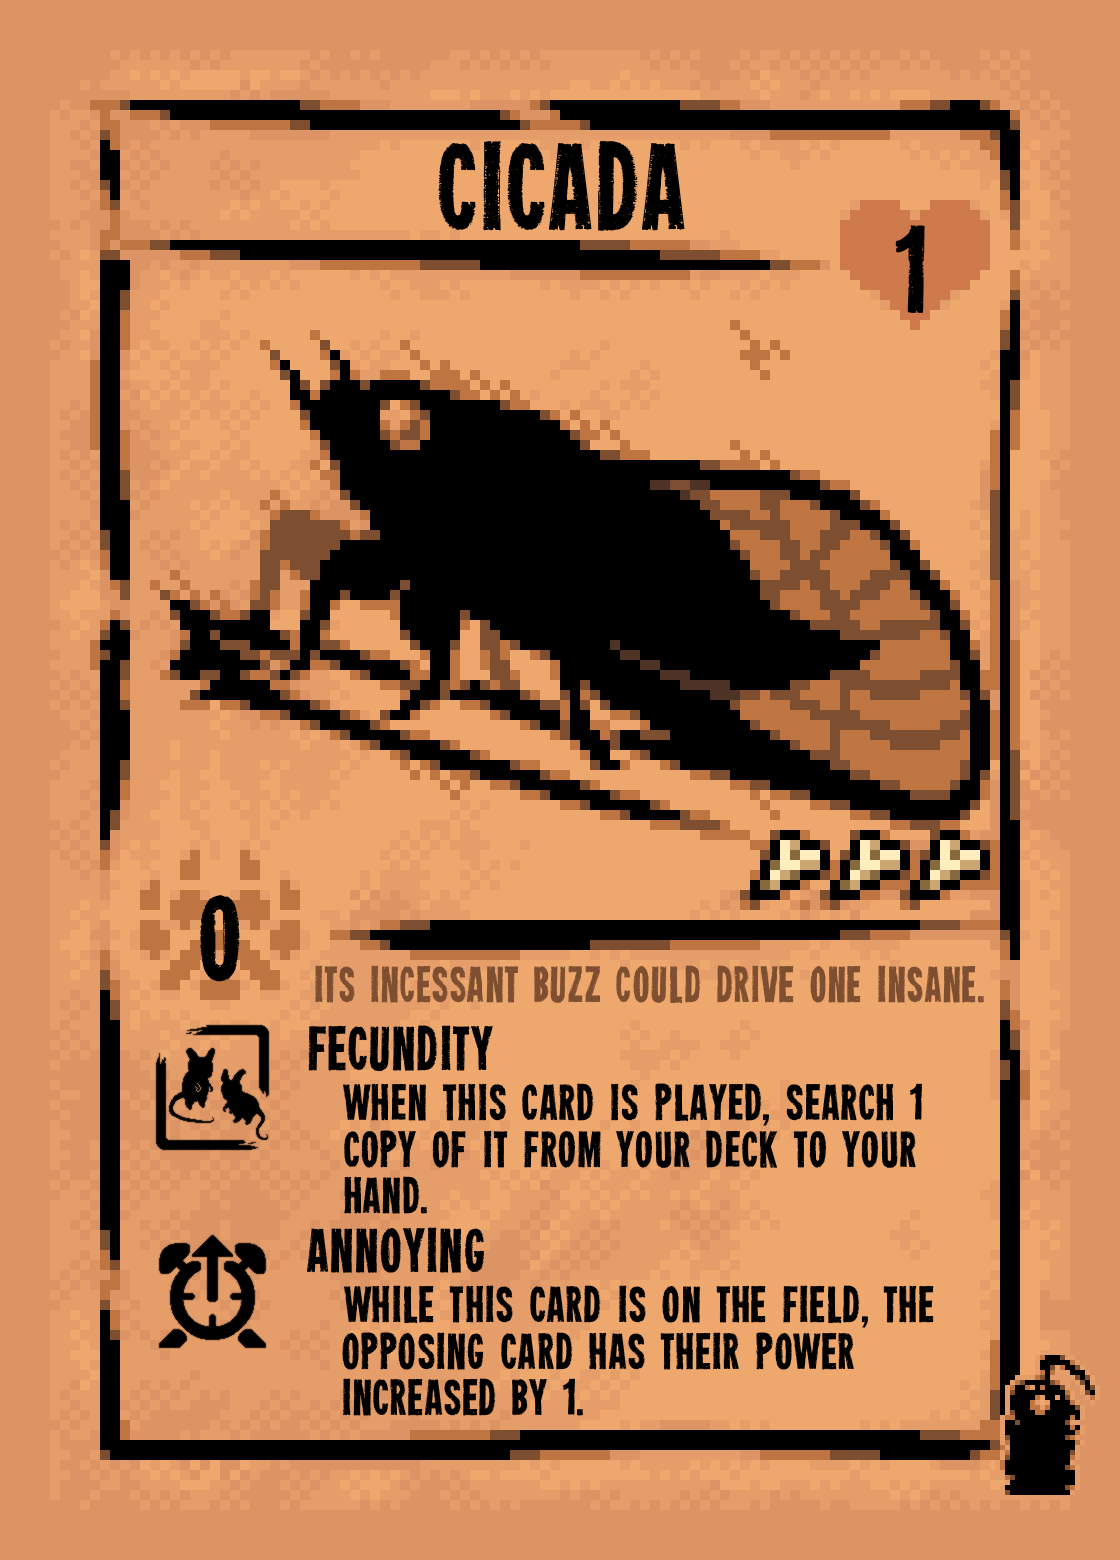 CICADA
1
0
ITS INCESSANT BUZZ COULD DRIVE ONE INSANE.
FECUNDITY
WHEN THIS CARD IS PLAYED, SEARCH 1
COPY OF IT FROM YOUR DECK TO YOUR
HAND.
ANNOYING
WHILE THIS CARD IS ON THE FIELD, THE
OPPOSING CARD HAS THEIR POWER
INCREASED BY 1.